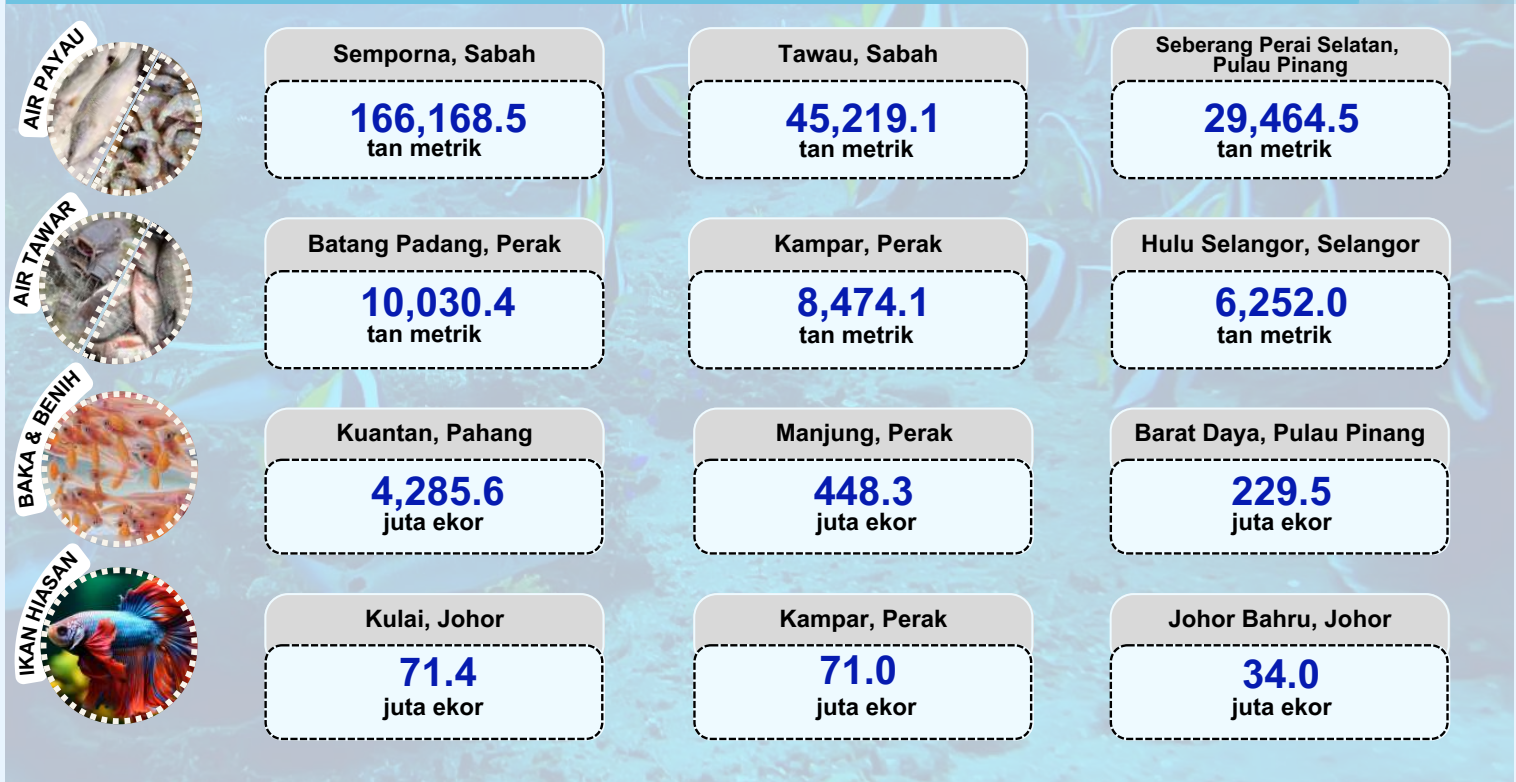 AIR PAYAU
Semporna, Sabah
166,168.5
tan metrik
Tawau, Sabah
45,219.1
tan metrik
Seberang Perai Selatan,
Pulau Pinang
29,464.5
tan metrik
AIR TAWAR
Batang Padang, Perak
10,030.4
tan metrik
Kampar, Perak
8,474.1
tan metrik
Hulu Selangor, Selangor
6,252.0
tan metrik
BAKA & BENIH
Kuantan, Pahang
4,285.6
juta ekor
Manjung, Perak
448.3
juta ekor
Barat Daya, Pulau Pinang
229.5
juta ekor
IKAN HIASAN
Kulai, Johor
71.4
juta ekor
Kampar, Perak
71.0
juta ekor
Johor Bahru, Johor
34.0
juta ekor